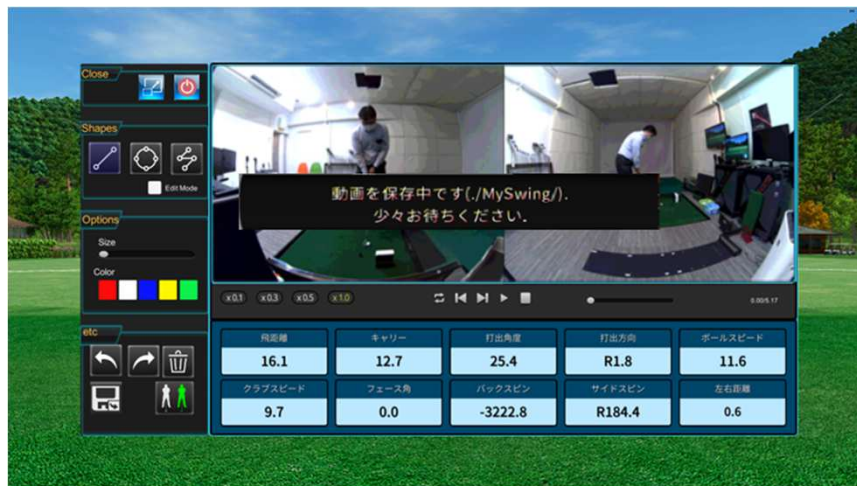 Close
Shapes
Edit Mode
Options
Size
Color
etc
動画を保存中です(./MySwing/).
少々お待ちください.
x0.1 x0.3 x0.5 x1.0
0.00/5.17
飛距離 キャリー 打出角度 打出方向 ボールスピード
16.1 12.7 25.4 R1.8 11.6
クラブスピード フェース角 バックスピン サイドスピン 左右距離
9.7 0.0 -3222.8 R184.4 0.6